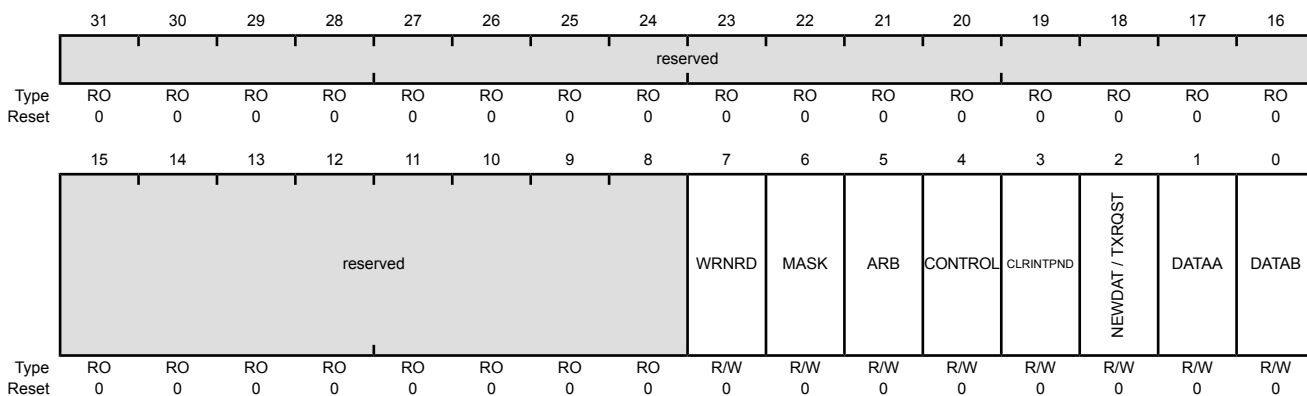 31 30 29 28 27 26 25 24 23 22 21 20 19 18 17 16
reserved
Type RO RO RO RO RO RO RO RO RO RO RO RO RO RO RO RO
Reset 0 0 0 0 0 0 0 0 0 0 0 0 0 0 0 0
15 14 13 12 11 10 9 8 7 6 5 4 3 2 1 0
reserved WRNRD MASK ARB CONTROL CLRINTPND NEWDAT / TXRQST DATAA DATAB
Type RO RO RO RO RO RO RO RO R/W R/W R/W R/W R/W R/W R/W R/W
Reset 0 0 0 0 0 0 0 0 0 0 0 0 0 0 0 0